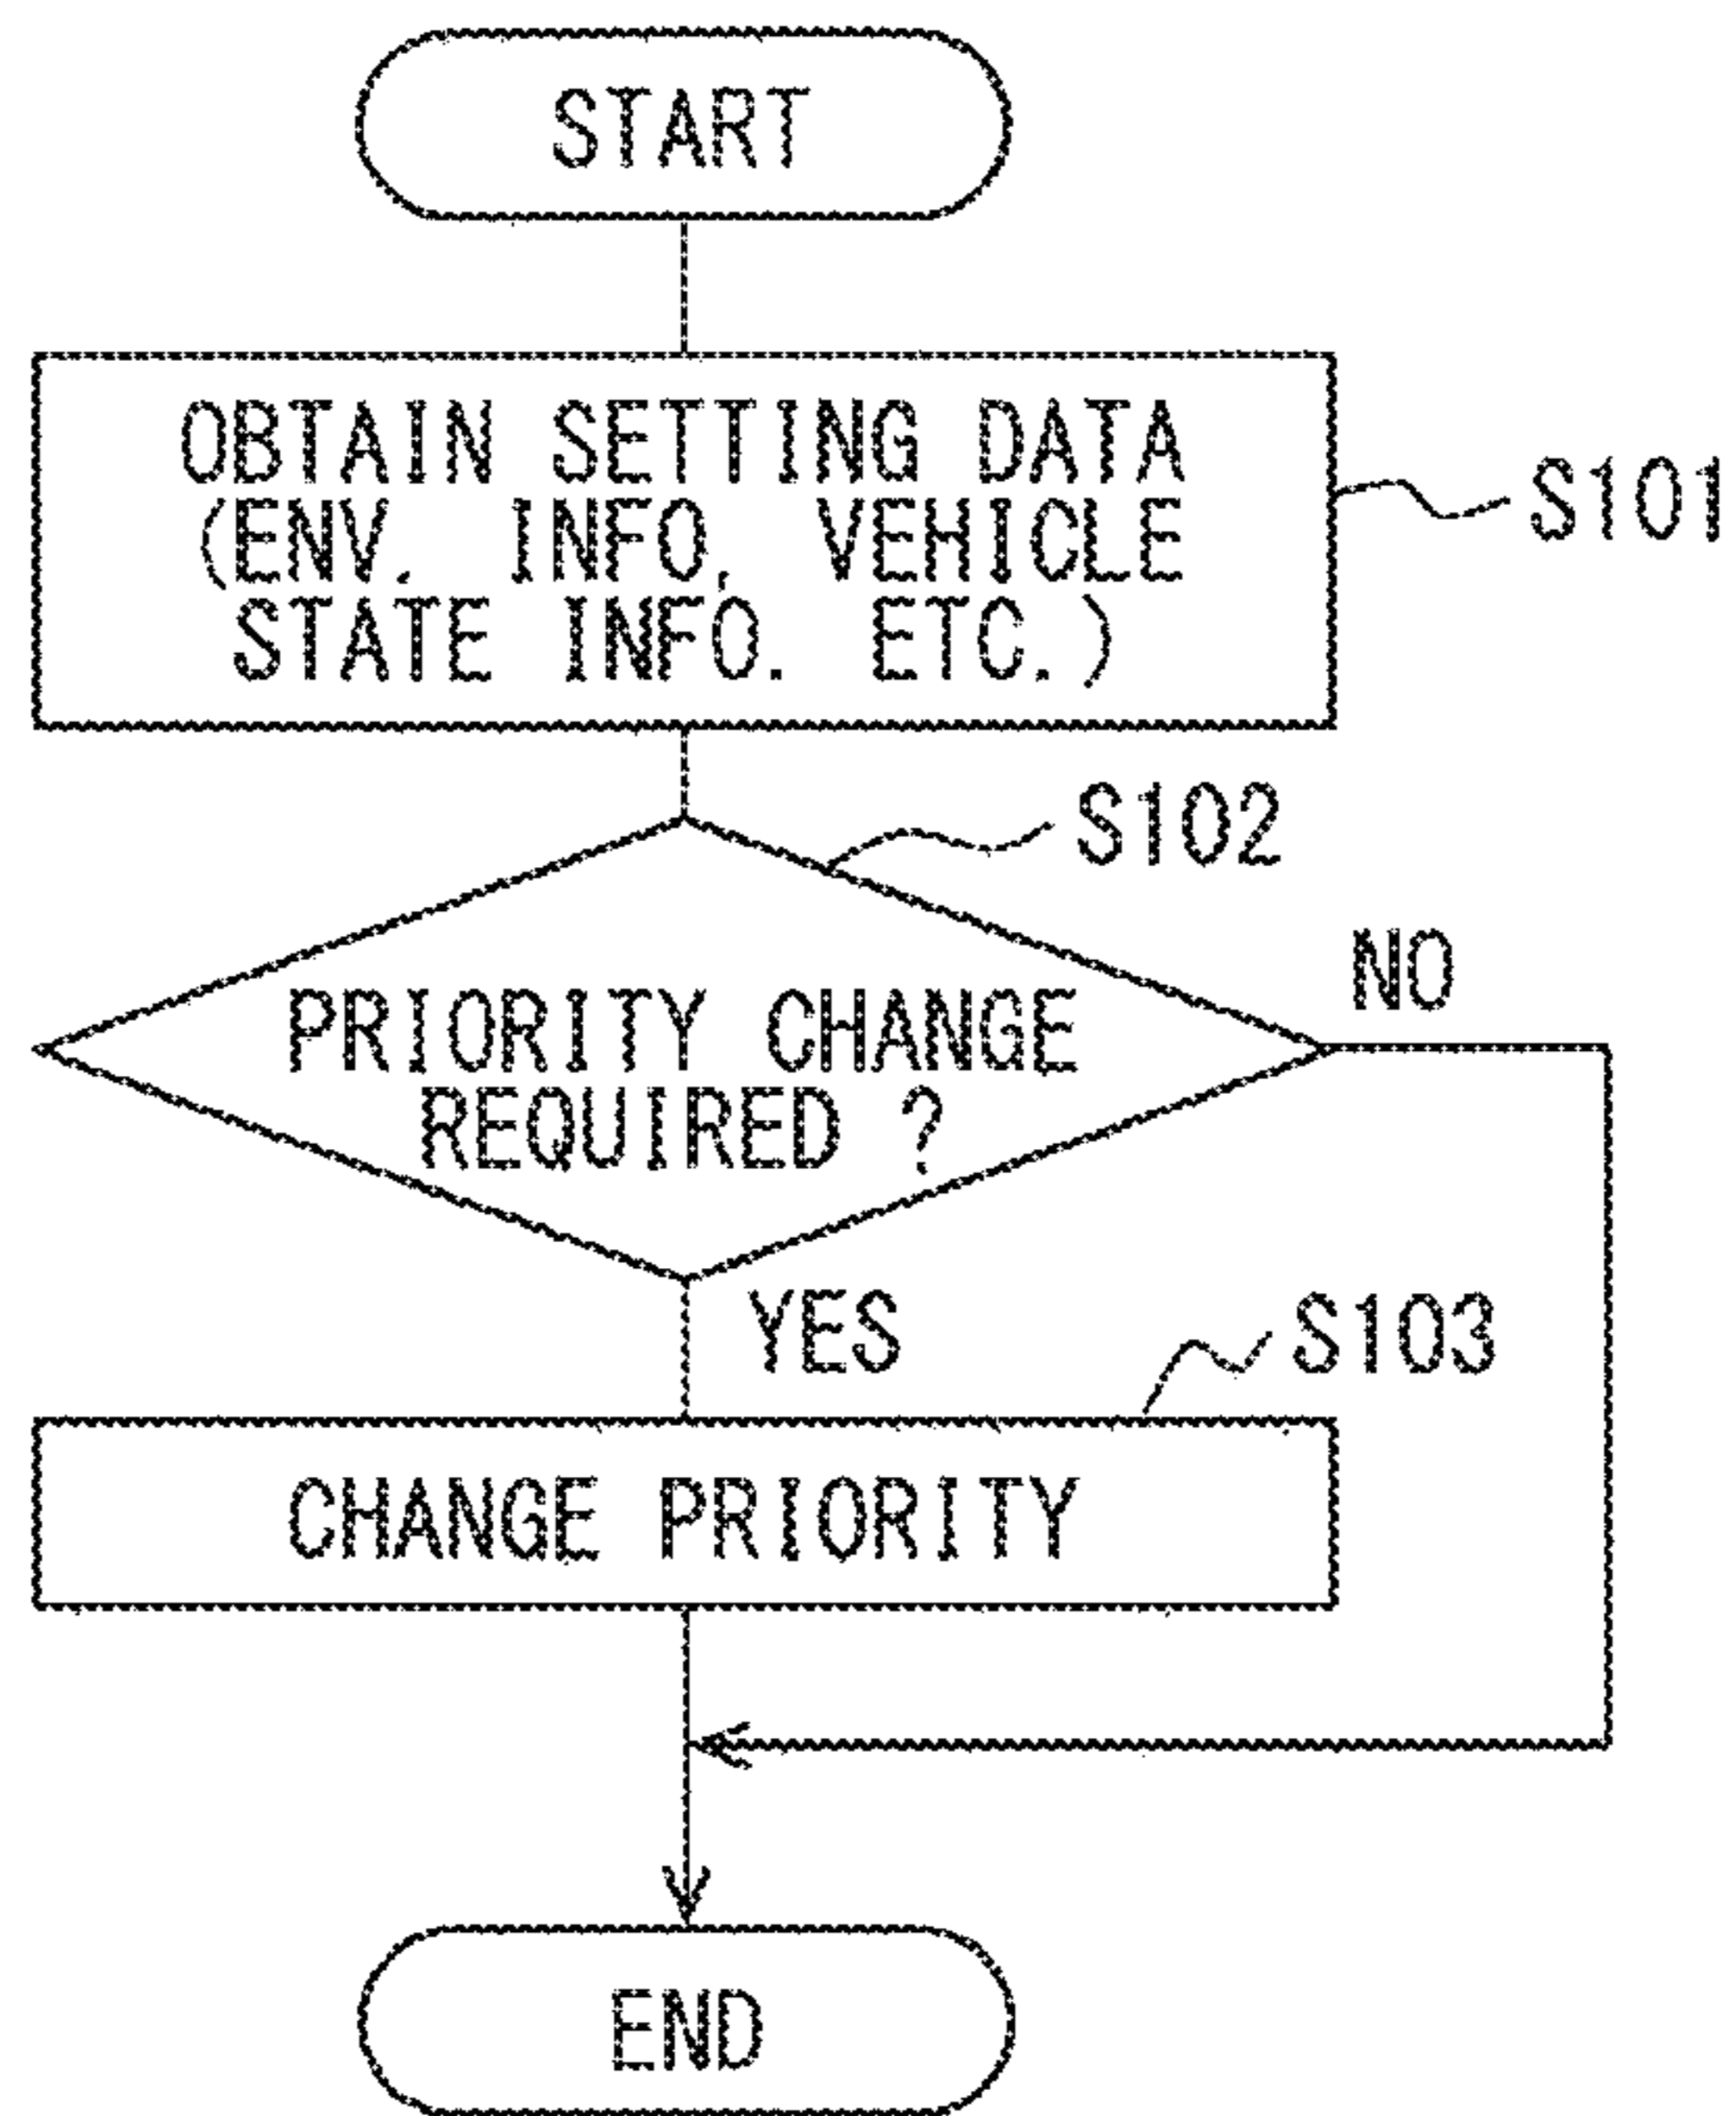 START
OBTAIN SETTING DATA
(ENV. INFO, VEHICLE
STATE INFO. ETC.)
S101
S102
PRIORITY CHANGE
REQUIRED ?
NO
YES
S103
CHANGE PRIORITY
END